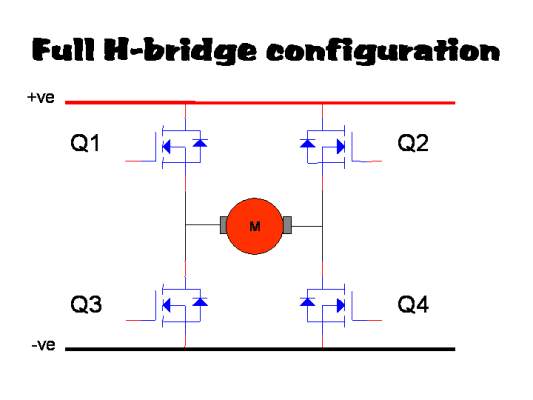 Full H-bridge configuration
+ve
Q1
Q2
M
Q3
Q4
-ve